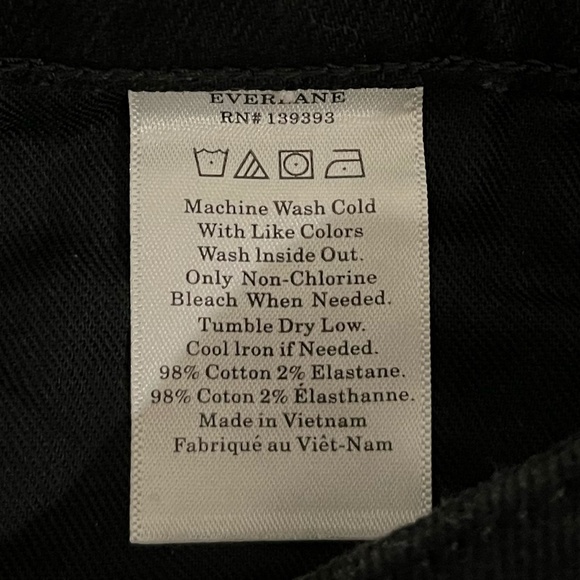 EVERLANE
RN# 139393
Machine Wash Cold
With Like Colors
Wash Inside Out.
Only Non-Chlorine
Bleach When Needed.
Tumble Dry Low.
Cool Iron if Needed.
98% Cotton 2% Elastane.
98% Coton 2% Élasthanne.
Made in Vietnam
Fabriqué au Viêt-Nam